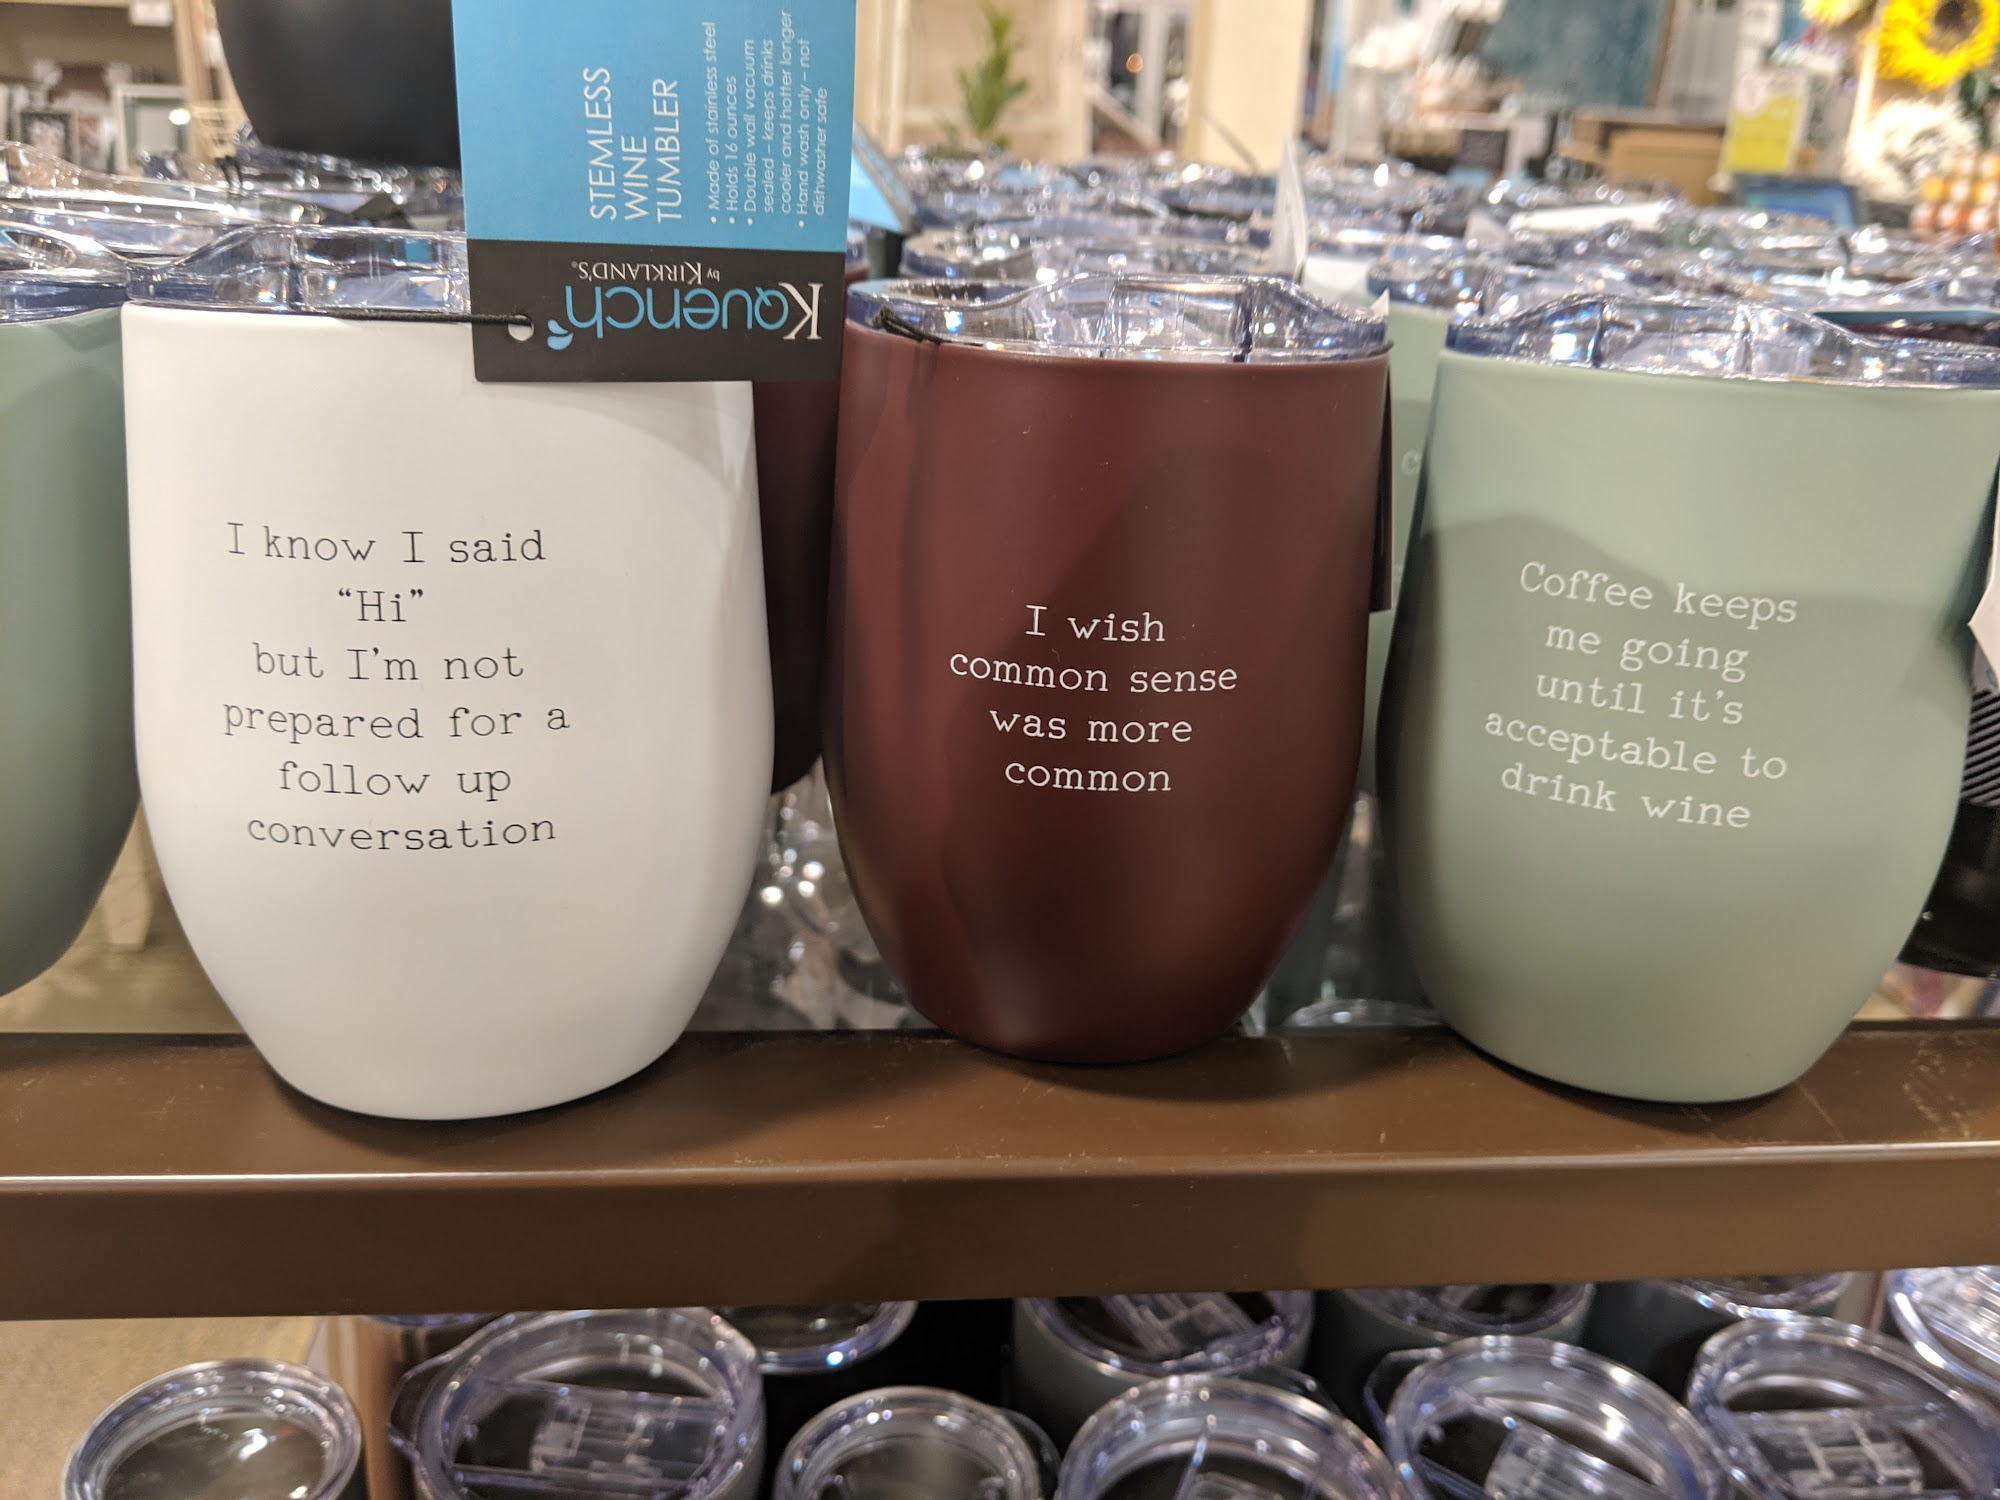 STEMLESS
WINE
TUMBLER
• Made of stainless steel
• Holds 16 ounces
• Double wall vacuum
sealed – keeps drinks
cooler and hotter longer
• Hand wash only – not
dishwasher safe
Kquench
by KIRKLAND'S®
I know I said
“Hi”
but I'm not
prepared for a
follow up
conversation
I wish
common sense
was more
common
Coffee keeps
me going
until it's
acceptable to
drink wine